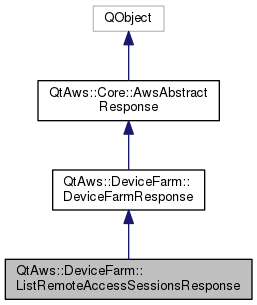 QObject
QtAws::Core::AwsAbstract
Response
QtAws::DeviceFarm::
DeviceFarmResponse
QtAws::DeviceFarm::
ListRemoteAccessSessionsResponse